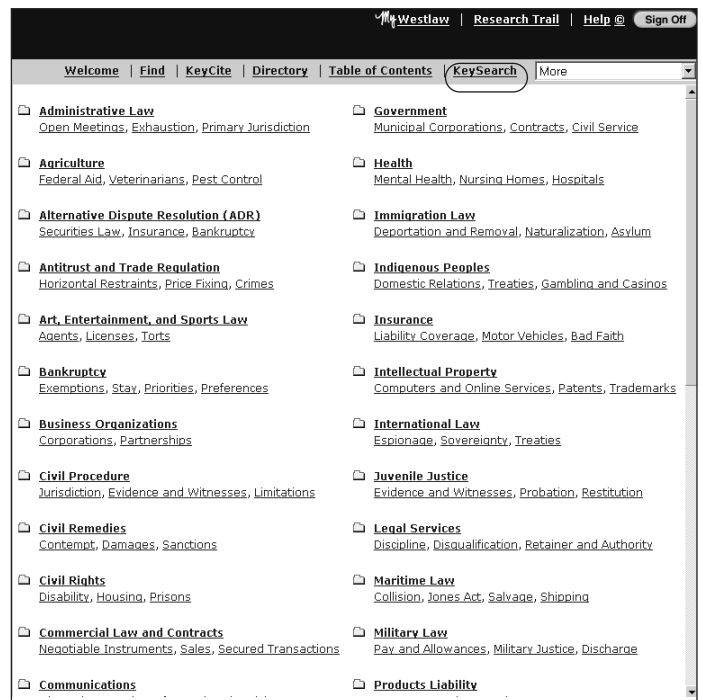 My Westlaw | Research Trail | Help © Sign Off
Welcome | Find | KeyCite | Directory | Table of Contents | KeySearch More
Administrative Law
Open Meetings, Exhaustion, Primary Jurisdiction
Agriculture
Federal Aid, Veterinarians, Pest Control
Alternative Dispute Resolution (ADR)
Securities Law, Insurance, Bankruptcy
Antitrust and Trade Regulation
Horizontal Restraints, Price Fixing, Crimes
Art, Entertainment, and Sports Law
Agents, Licenses, Torts
Bankruptcy
Exemptions, Stay, Priorities, Preferences
Business Organizations
Corporations, Partnerships
Civil Procedure
Jurisdiction, Evidence and Witnesses, Limitations
Civil Remedies
Contempt, Damages, Sanctions
Civil Rights
Disability, Housing, Prisons
Commercial Law and Contracts
Negotiable Instruments, Sales, Secured Transactions
Communications
Government
Municipal Corporations, Contracts, Civil Service
Health
Mental Health, Nursing Homes, Hospitals
Immigration Law
Deportation and Removal, Naturalization, Asylum
Indigenous Peoples
Domestic Relations, Treaties, Gambling and Casinos
Insurance
Liability Coverage, Motor Vehicles, Bad Faith
Intellectual Property
Computers and Online Services, Patents, Trademarks
International Law
Espionage, Sovereignty, Treaties
Juvenile Justice
Evidence and Witnesses, Probation, Restitution
Legal Services
Discipline, Disqualification, Retainer and Authority
Maritime Law
Collision, Jones Act, Salvage, Shipping
Military Law
Pay and Allowances, Military Justice, Discharge
Products Liability